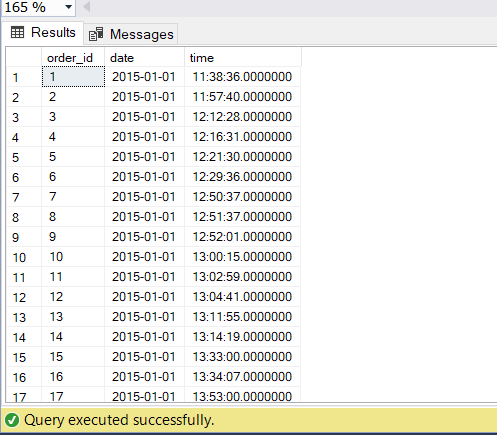 165 %
Results Messages
order_id date time
1 1 2015-01-01 11:38:36.0000000
2 2 2015-01-01 11:57:40.0000000
3 3 2015-01-01 12:12:28.0000000
4 4 2015-01-01 12:16:31.0000000
5 5 2015-01-01 12:21:30.0000000
6 6 2015-01-01 12:29:36.0000000
7 7 2015-01-01 12:50:37.0000000
8 8 2015-01-01 12:51:37.0000000
9 9 2015-01-01 12:52:01.0000000
10 10 2015-01-01 13:00:15.0000000
11 11 2015-01-01 13:02:59.0000000
12 12 2015-01-01 13:04:41.0000000
13 13 2015-01-01 13:11:55.0000000
14 14 2015-01-01 13:14:19.0000000
15 15 2015-01-01 13:33:00.0000000
16 16 2015-01-01 13:34:07.0000000
17 17 2015-01-01 13:53:00.0000000
Query executed successfully.